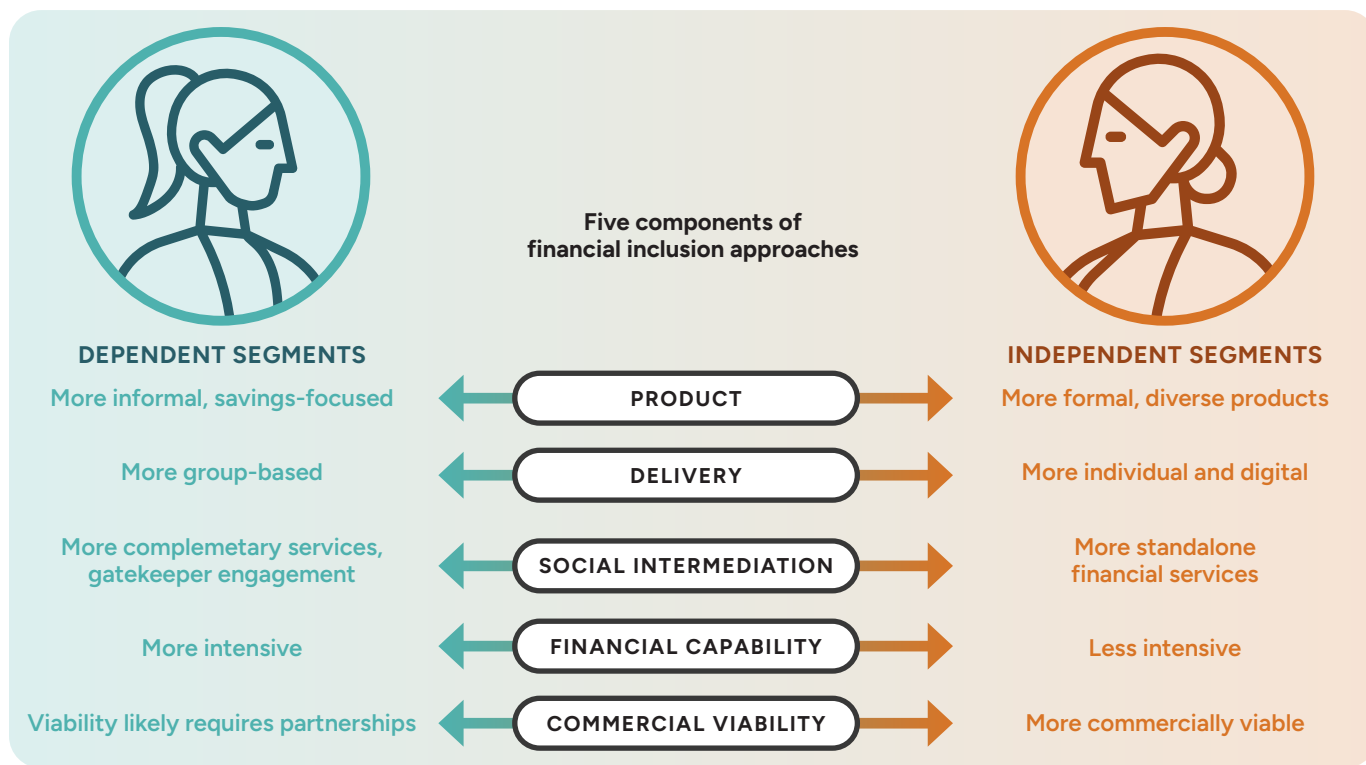 Five components of
financial inclusion approaches
DEPENDENT SEGMENTS
INDEPENDENT SEGMENTS
More informal, savings-focused
PRODUCT
More formal, diverse products
More group-based
DELIVERY
More individual and digital
More complemetary services,
gatekeeper engagement
SOCIAL INTERMEDIATION
More standalone
financial services
More intensive
FINANCIAL CAPABILITY
Less intensive
Viability likely requires partnerships
COMMERCIAL VIABILITY
More commercially viable